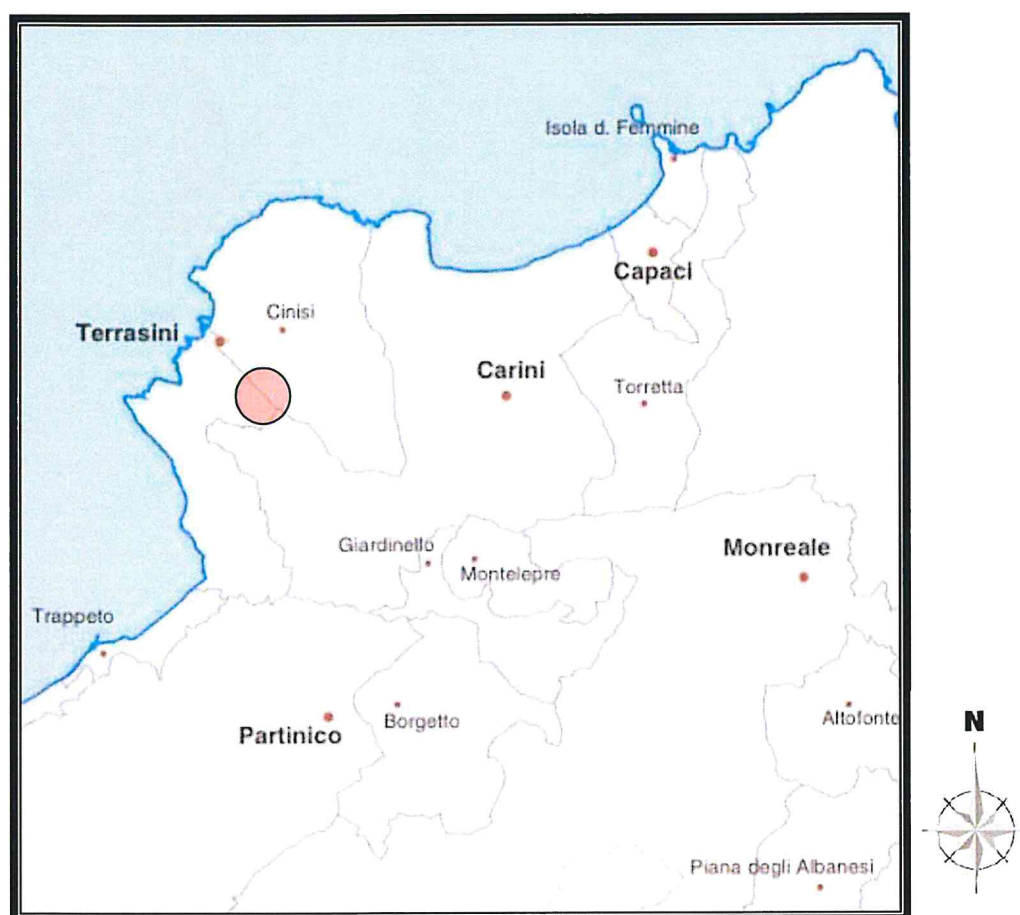 Isola d. Femmine
Capaci
Cinisi
Terrasini
Carini
Torretta
Giardinello
Montelepre
Monreale
Trappeto
Partinico
Borgetto
Altofonte
N
Piana degli Albanesi